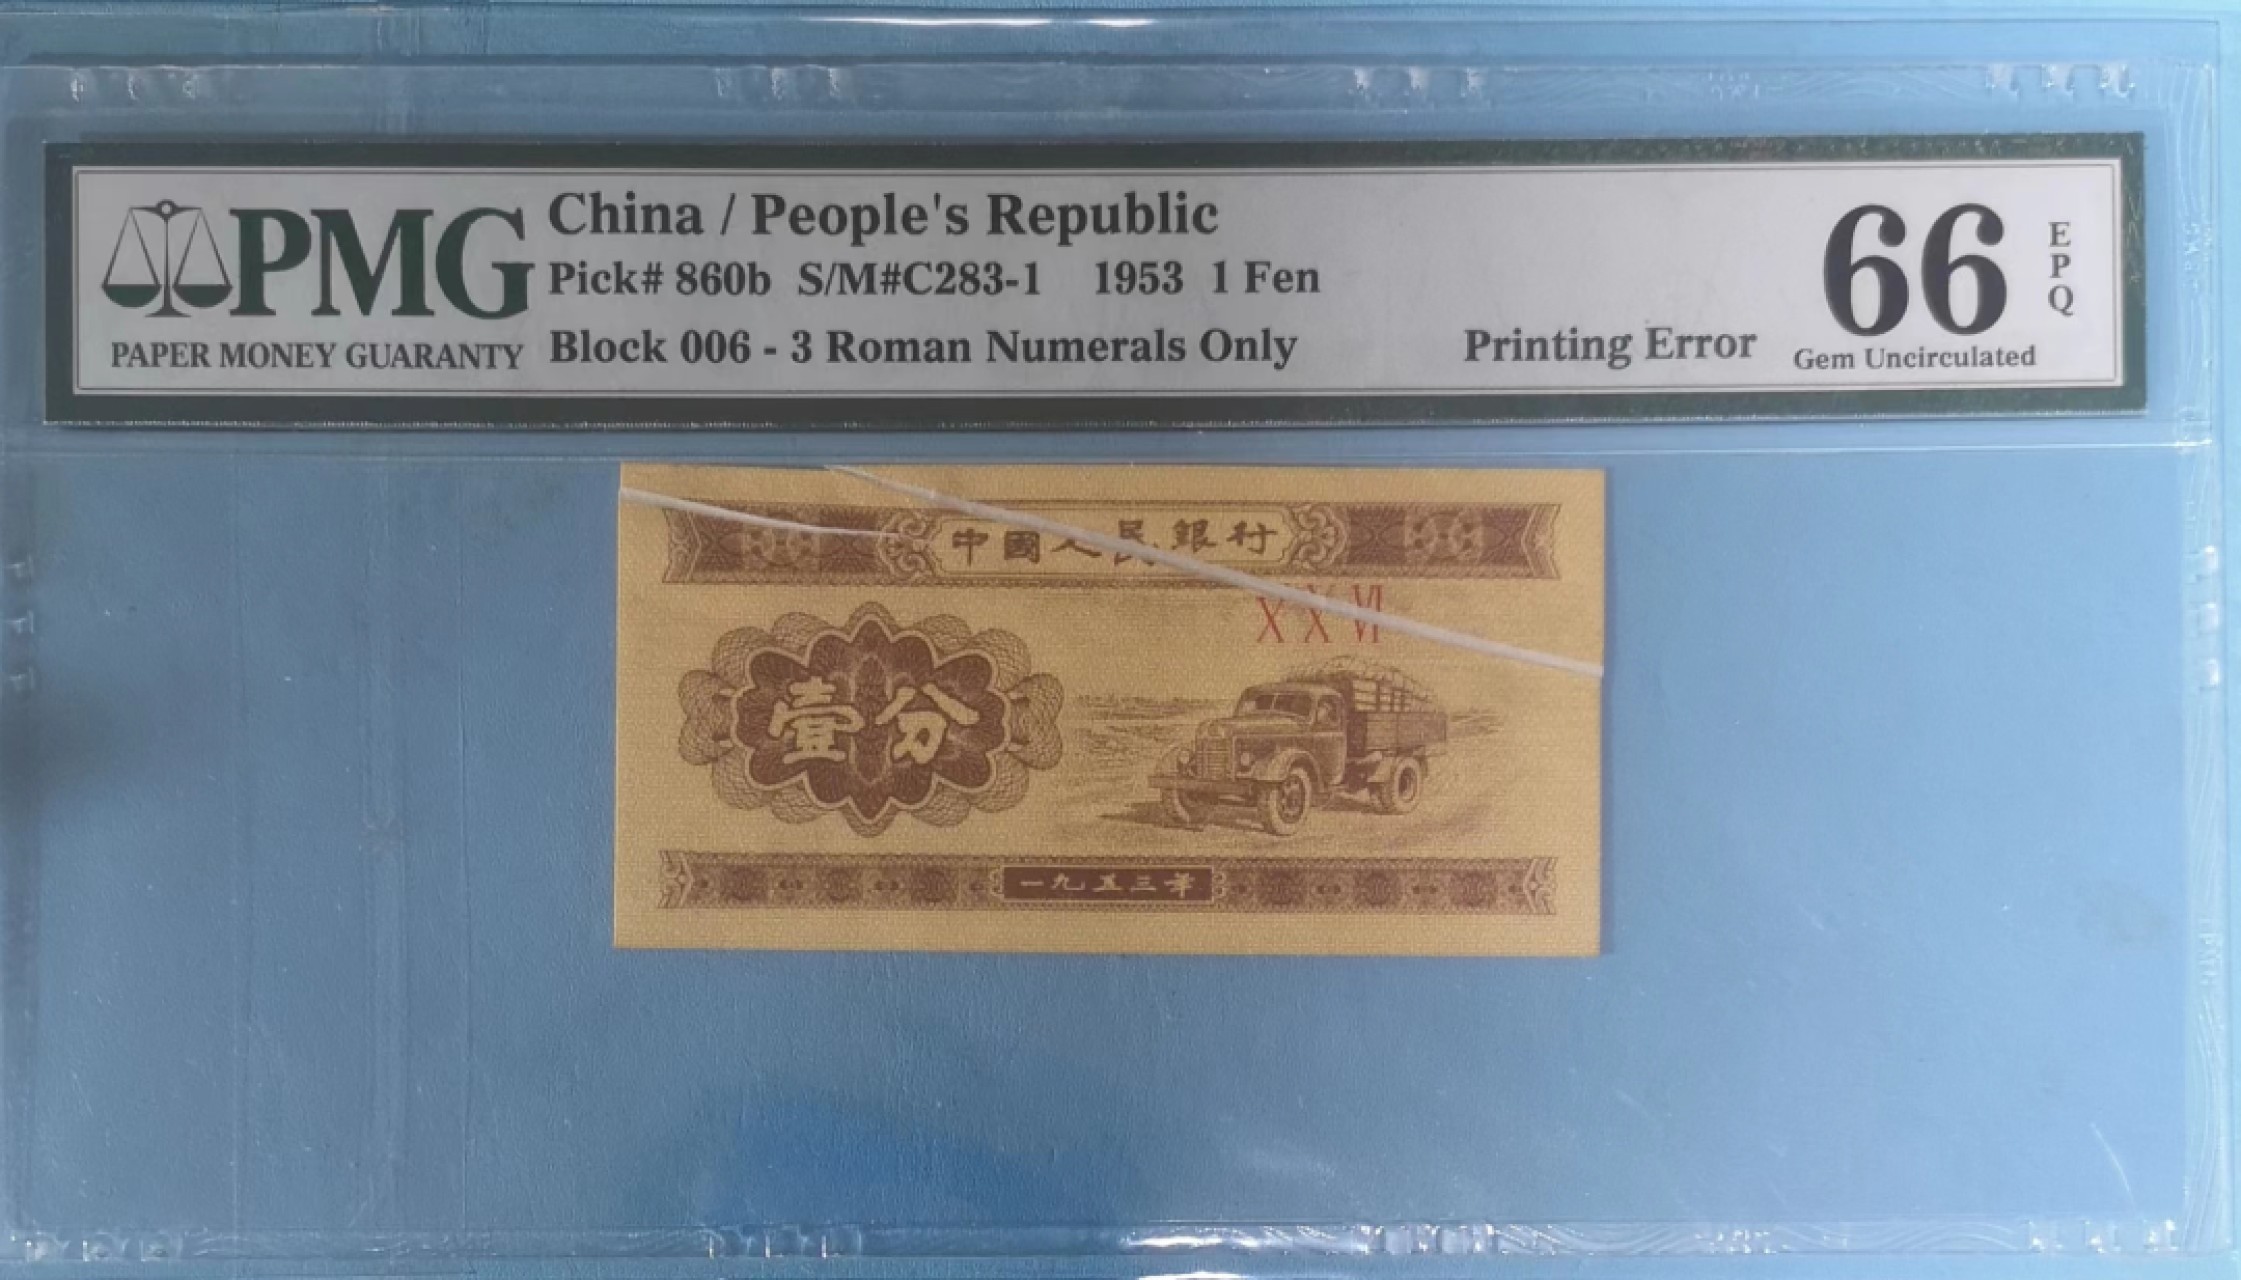 PMG
PAPER MONEY GUARANTY
China / People's Republic
Pick# 860b S/M#C283-1 1953 1 Fen
Block 006 - 3 Roman Numerals Only
Printing Error
66
EPQ
Gem Uncirculated
中國人民銀行
X X VI
壹分
一九五三年